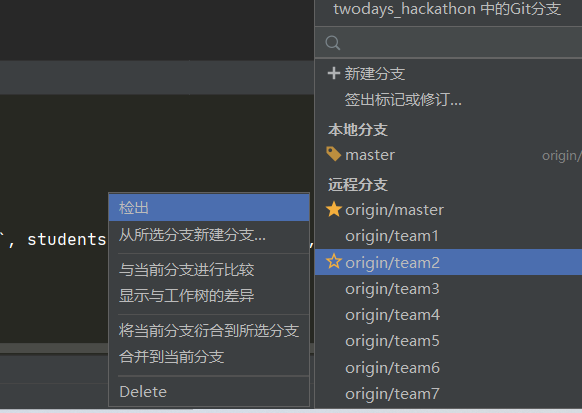 twodays_hackathon 中的Git分支
新建分支
签出标记或修订...
本地分支
master origin/
远程分支
origin/master
origin/team1
origin/team2
origin/team3
origin/team4
origin/team5
origin/team6
origin/team7
检出
从所选分支新建分支...
与当前分支进行比较
显示与工作树的差异
将当前分支衍合到所选分支
合并到当前分支
Delete
`, students ,